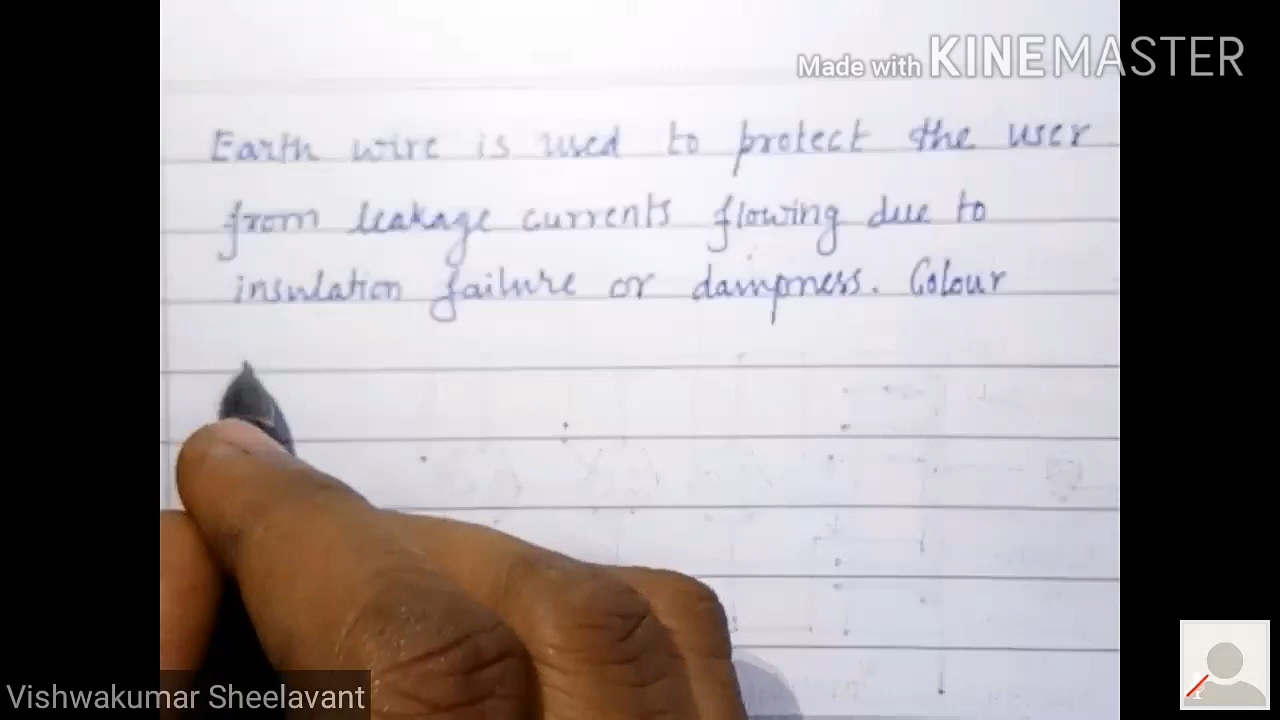 Made with KINEMASTER
Earth wire is used to protect the user
from leakage currents flowing due to
insulation failure or dampness. Colour
Vishwakumar Sheelavant